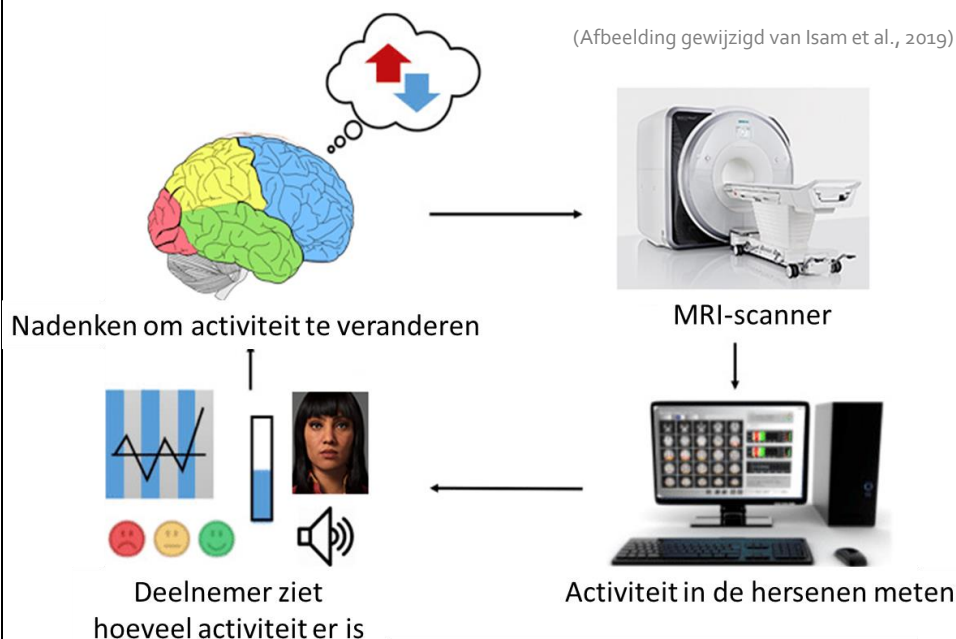 (Afbeelding gewijzigd van Isam et al., 2019)
Nadenken om activiteit te veranderen
MRI-scanner
Deelnemer ziet
hoeveel activiteit er is
Activiteit in de hersenen meten